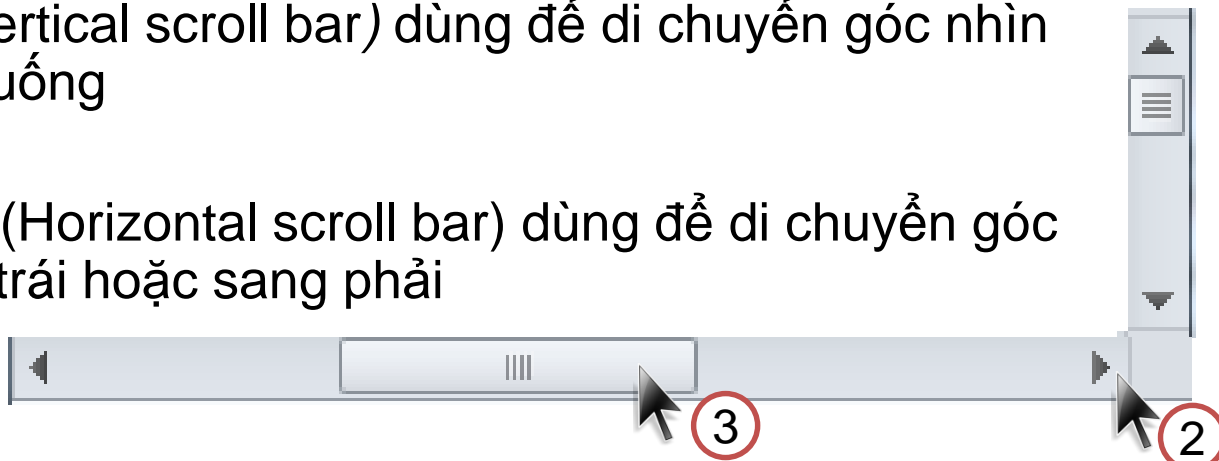 ertical scroll bar) dùng để di chuyển góc nhìn
uống
(Horizontal scroll bar) dùng để di chuyển góc
trái hoặc sang phải
3
2